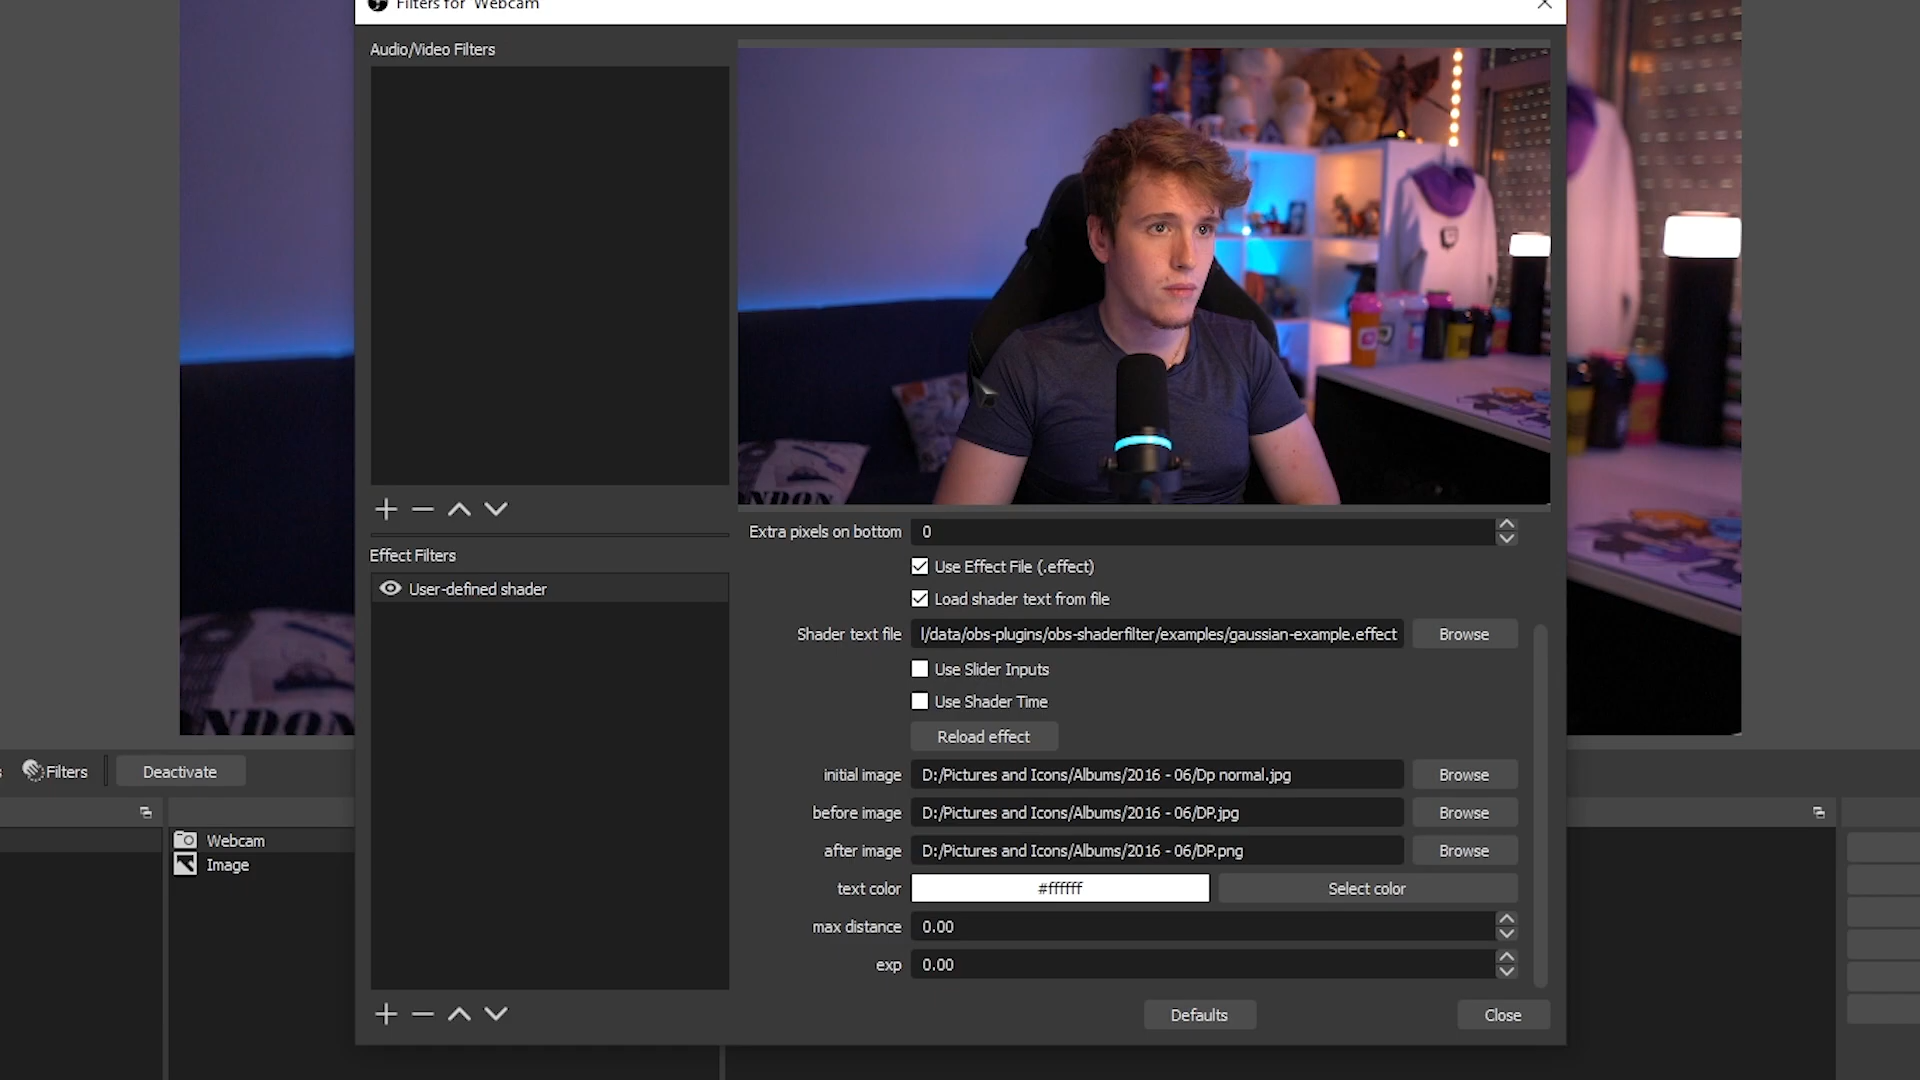 Filters for 'Webcam'
Audio/Video Filters
NDON
Extra pixels on bottom 0
Use Effect File (.effect)
Load shader text from file
Effect Filters
User-defined shader
Shader text file l/data/obs-plugins/obs-shaderfilter/examples/gaussian-example.effect Browse
Use Slider Inputs
Use Shader Time
Reload effect
ONDON
Filters Deactivate
initial image D:/Pictures and Icons/Albums/2016 - 06/Dp normal.jpg Browse
before image D:/Pictures and Icons/Albums/2016 - 06/DP.jpg Browse
after image D:/Pictures and Icons/Albums/2016 - 06/DP.png Browse
Webcam
Image
text color #ffffff Select color
max distance 0.00
exp 0.00
Defaults Close